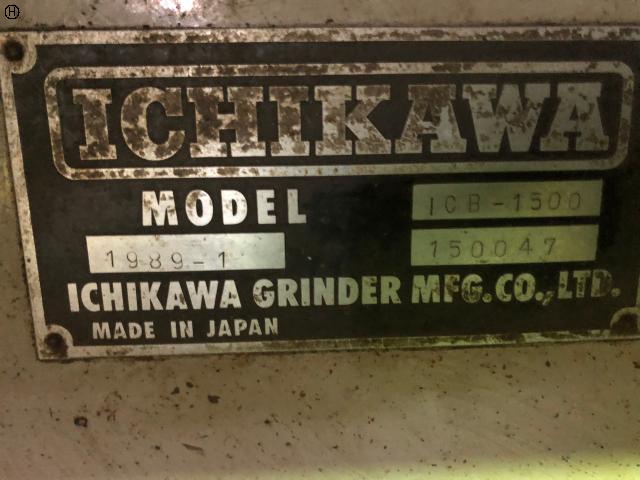 H
ICHIKAWA
MODEL ICB-1500
1989-1 150047
ICHIKAWA GRINDER MFG.CO.,LTD.
MADE IN JAPAN